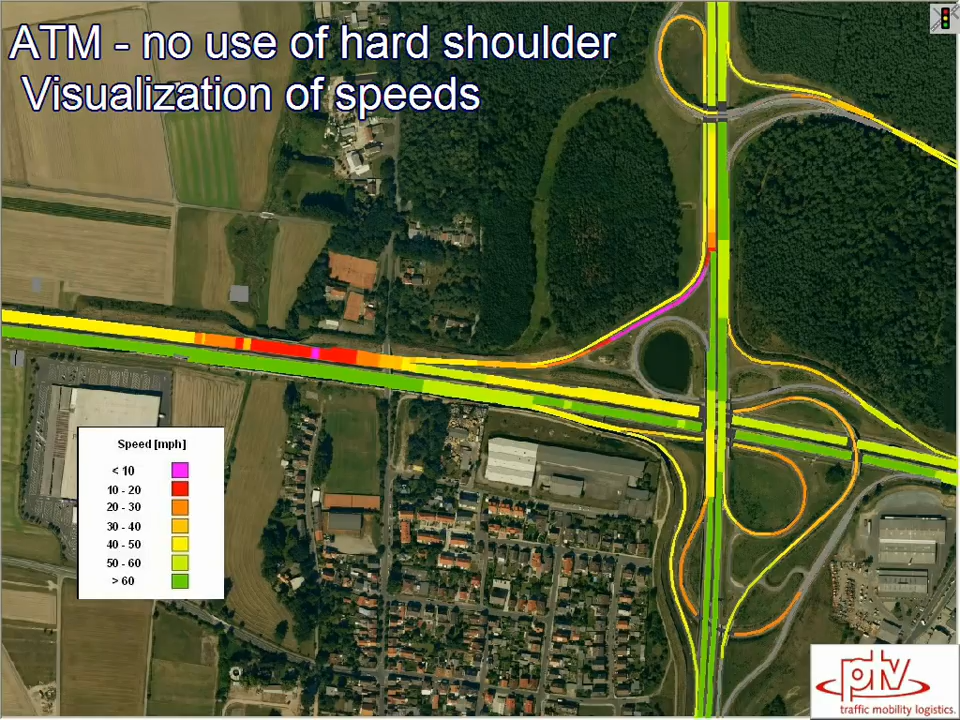 ATM - no use of hard shoulder
Visualization of speeds
Speed [mph]
< 10
10 - 20
20 - 30
30 - 40
40 - 50
50 - 60
> 60
ptv
traffic mobility logistics.